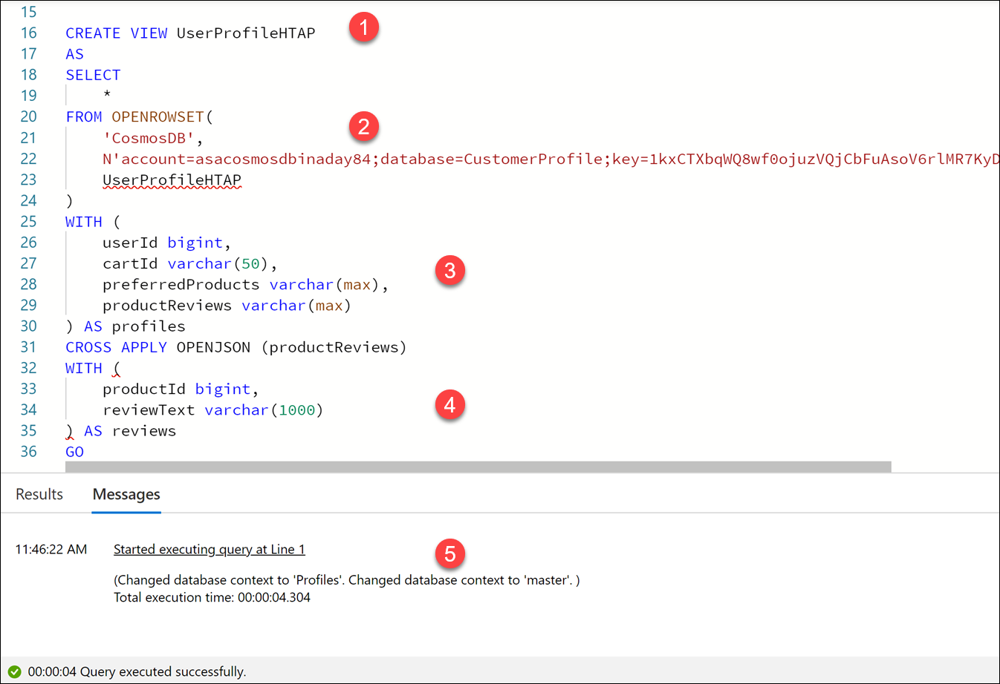 15
16 CREATE VIEW UserProfileHTAP 1
17 AS
18 SELECT
19 *
20 FROM OPENROWSET(
21 'CosmosDB', 2
22 N'account=asacosmosdbinaday84;database=CustomerProfile;key=1kxCTXbqWQ8wf0ojuzVQjCbFuAsoV6rlMR7KyD
23 UserProfileHTAP
24 )
25 WITH (
26 userId bigint,
27 cartId varchar(50), 3
28 preferredProducts varchar(max),
29 productReviews varchar(max)
30 ) AS profiles
31 CROSS APPLY OPENJSON (productReviews)
32 WITH (
33 productId bigint,
34 reviewText varchar(1000) 4
35 ) AS reviews
36 GO
Results Messages
11:46:22 AM Started executing query at Line 1 5
(Changed database context to 'Profiles'. Changed database context to 'master'. )
Total execution time: 00:00:04.304
00:00:04 Query executed successfully.